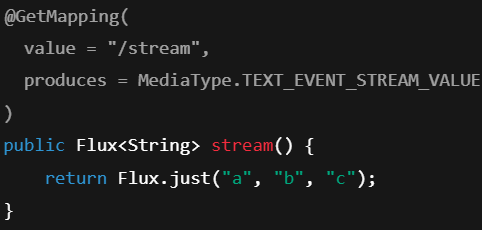 @GetMapping(
  value = "/stream",
  produces = MediaType.TEXT_EVENT_STREAM_VALUE
)
public Flux<String> stream() {
    return Flux.just("a", "b", "c");
}